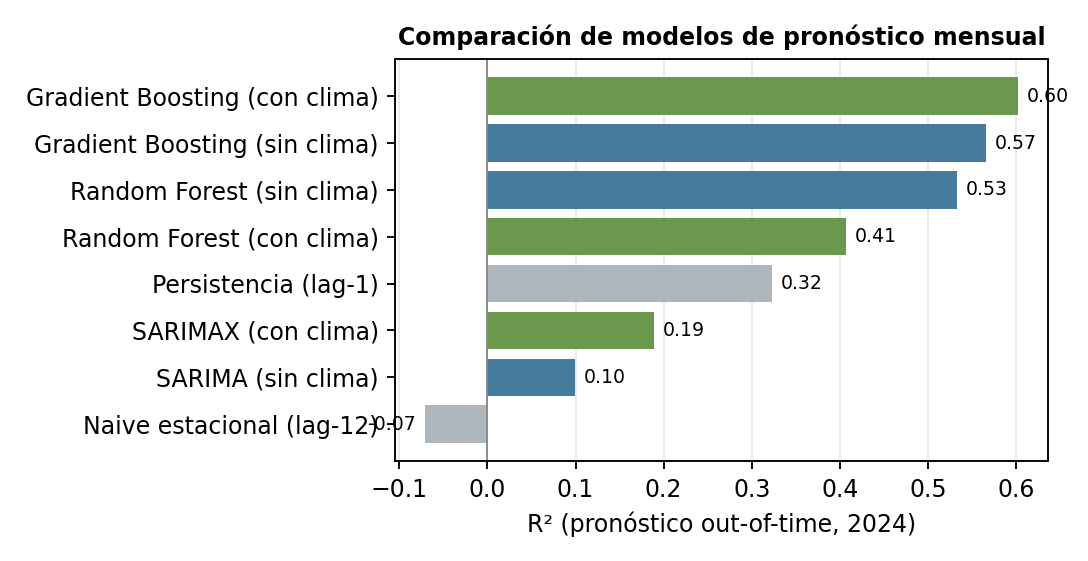 Comparación de modelos de pronóstico mensual
Gradient Boosting (con clima) 0.60
Gradient Boosting (sin clima) 0.57
Random Forest (sin clima) 0.53
Random Forest (con clima) 0.41
Persistencia (lag-1) 0.32
SARIMAX (con clima) 0.19
SARIMA (sin clima) 0.10
Naive estacional (lag-12) -0.07
−0.1 0.0 0.1 0.2 0.3 0.4 0.5 0.6
R² (pronóstico out-of-time, 2024)